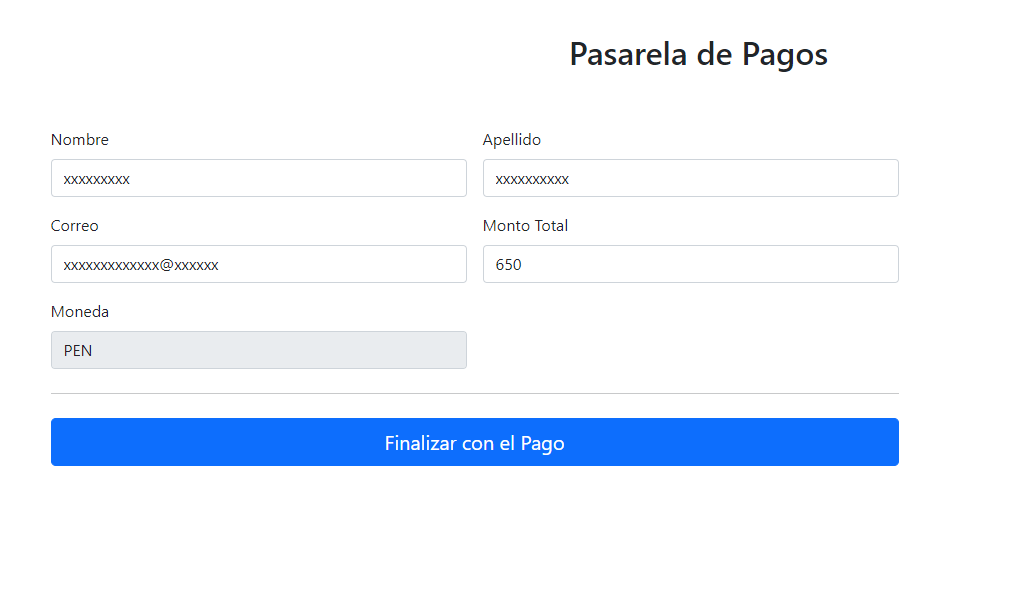 Pasarela de Pagos
Nombre
Apellido
xxxxxxxxx
xxxxxxxxxx
Correo
Monto Total
xxxxxxxxxxxxx@xxxxxx
650
Moneda
PEN
Finalizar con el Pago